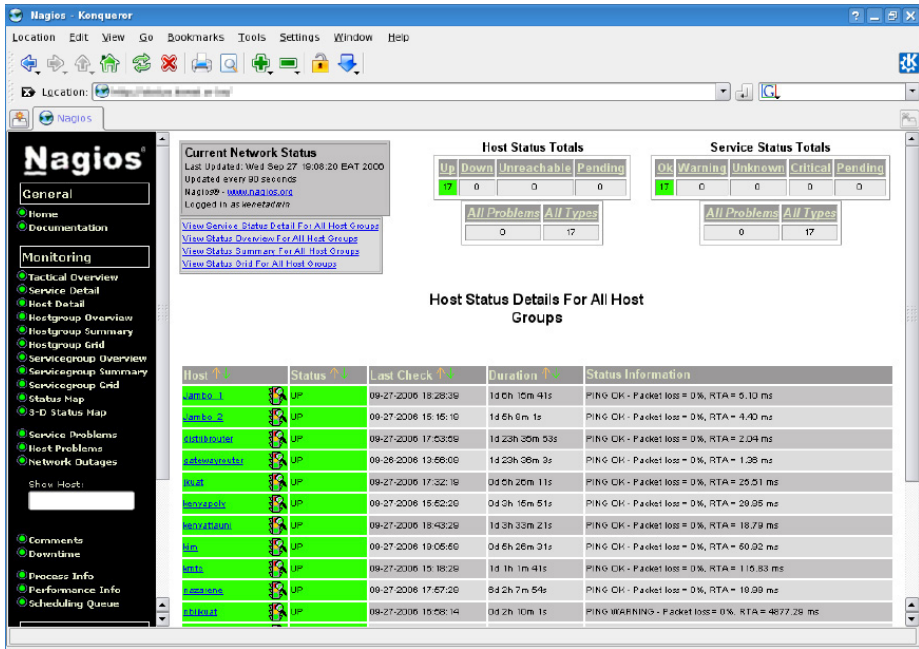 Nagios - Konqueror
Location Edit View Go Bookmarks Tools Settings Window Help
Location:
Nagios
Nagios®
General
Home
Documentation
Monitoring
Tactical Overview
Service Detail
Host Detail
Hostgroup Overview
Hostgroup Summary
Hostgroup Grid
Servicegroup Overview
Servicegroup Summary
Servicegroup Grid
Status Map
3-D Status Map
Service Problems
Host Problems
Network Outages
Show Host:
Comments
Downtime
Process Info
Performance Info
Scheduling Queue
Current Network Status
Last Updated: Wed Sep 27 19:08:20 EAT 2006
Updated every 90 seconds
Nagios® - www.nagios.org
Logged in as kenetadmin
View Service Status Detail For All Host Groups
View Status Overview For All Host Groups
View Status Summary For All Host Groups
View Status Grid For All Host Groups
Host Status Totals
Up Down Unreachable Pending
17 0 0 0
All Problems All Types
0 17
Service Status Totals
Ok Warning Unknown Critical Pending
17 0 0 0 0
All Problems All Types
0 17
Host Status Details For All Host
Groups
Host Status Last Check Duration Status Information
Jambo_1 UP 09-27-2006 18:28:39 1d 6h 15m 41s PING OK - Packet loss = 0%, RTA = 5.10 ms
Jambo_2 UP 09-27-2006 15:15:19 1d 5h 9m 1s PING OK - Packet loss = 0%, RTA = 4.40 ms
distribrouter UP 09-27-2006 17:53:59 1d 23h 35m 53s PING OK - Packet loss = 0%, RTA = 2.04 ms
gatewayrouter UP 09-26-2006 13:56:09 1d 23h 36m 3s PING OK - Packet loss = 0%, RTA = 1.36 ms
jkuat UP 09-27-2006 17:32:19 0d 5h 26m 11s PING OK - Packet loss = 0%, RTA = 25.51 ms
kenyapoly UP 09-27-2006 15:52:29 0d 3h 15m 51s PING OK - Packet loss = 0%, RTA = 29.95 ms
kenyattauni UP 09-27-2006 18:43:29 1d 3h 33m 21s PING OK - Packet loss = 0%, RTA = 18.79 ms
kim UP 09-27-2006 19:05:59 0d 5h 26m 31s PING OK - Packet loss = 0%, RTA = 60.92 ms
kmtc UP 09-27-2006 15:18:29 1d 1h 1m 41s PING OK - Packet loss = 0%, RTA = 115.83 ms
nazarene UP 09-27-2006 17:57:29 6d 2h 7m 54s PING OK - Packet loss = 0%, RTA = 18.99 ms
nbijkuat UP 09-27-2006 15:58:14 0d 2h 10m 1s PING WARNING - Packet loss = 0%, RTA = 4877.29 ms